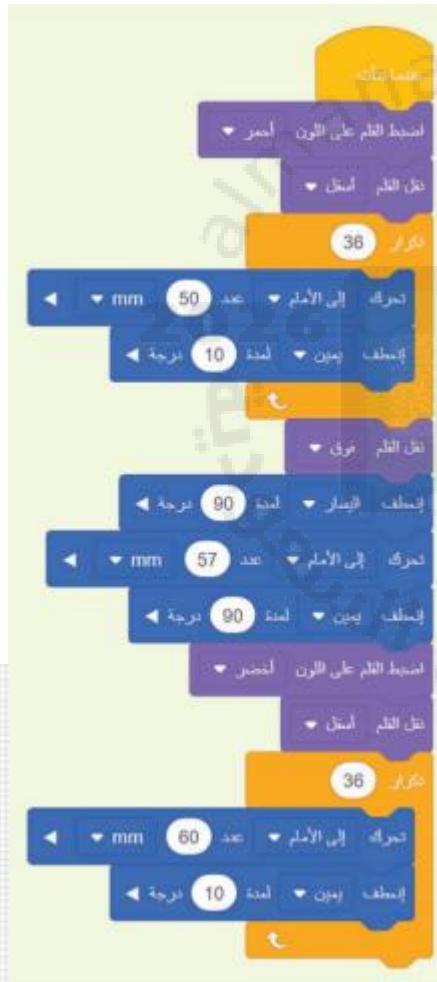 عندما بدأت
اضبط القلم على اللون أحمر
نقل القلم أسفل
تكرار 36
تحرك إلى الأمام عدد 50 mm
إنعطف يمين لمدة 10 درجة
نقل القلم فوق
إنعطف اليسار لمدة 90 درجة
تحرك إلى الأمام عدد 57 mm
إنعطف يمين لمدة 90 درجة
اضبط القلم على اللون أخضر
نقل القلم أسفل
تكرار 36
تحرك إلى الأمام عدد 60 mm
إنعطف يمين لمدة 10 درجة